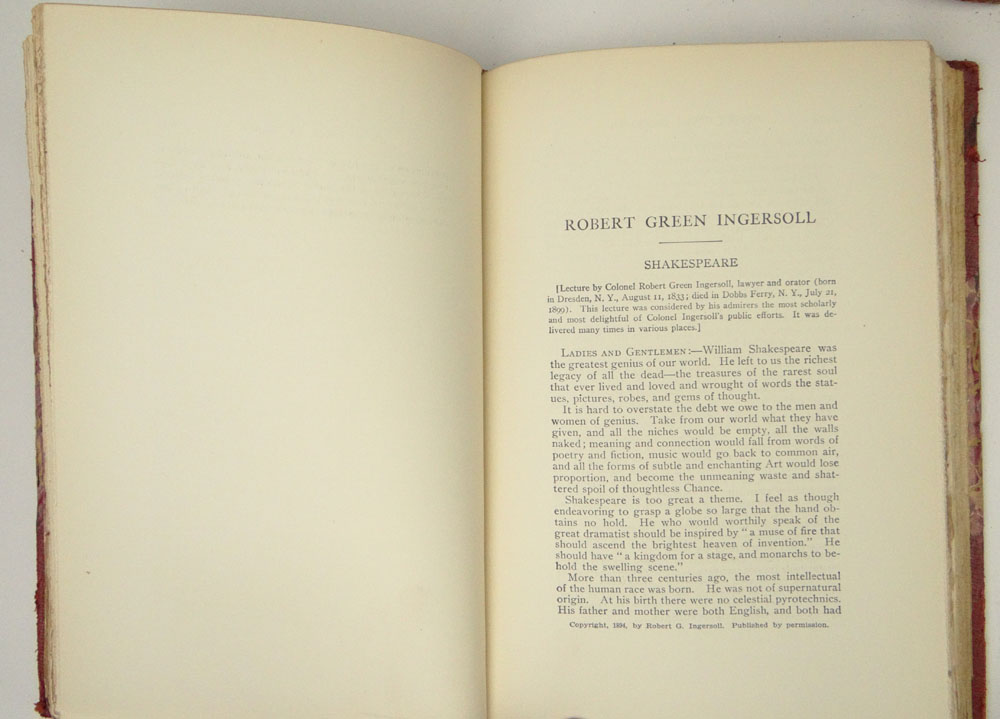 ROBERT GREEN INGERSOLL
SHAKESPEARE
[Lecture by Colonel Robert Green Ingersoll, lawyer and orator (born
in Dresden, N. Y., August 11, 1833; died in Dobbs Ferry, N. Y., July 21,
1899). This lecture was considered by his admirers the most scholarly
and most delightful of Colonel Ingersoll's public efforts. It was de-
livered many times in various places.]
LADIES AND GENTLEMEN:—William Shakespeare was
the greatest genius of our world. He left to us the richest
legacy of all the dead—the treasures of the rarest soul
that ever lived and loved and wrought of words the stat-
ues, pictures, robes, and gems of thought.
It is hard to overstate the debt we owe to the men and
women of genius. Take from our world what they have
given, and all the niches would be empty, all the walls
naked; meaning and connection would fall from words of
poetry and fiction, music would go back to common air,
and all the forms of subtle and enchanting Art would lose
proportion, and become the unmeaning waste and shat-
tered spoil of thoughtless Chance.
Shakespeare is too great a theme. I feel as though
endeavoring to grasp a globe so large that the hand ob-
tains no hold. He who would worthily speak of the
great dramatist should be inspired by "a muse of fire that
should ascend the brightest heaven of invention." He
should have "a kingdom for a stage, and monarchs to be-
hold the swelling scene."
More than three centuries ago, the most intellectual
of the human race was born. He was not of supernatural
origin. At his birth there were no celestial pyrotechnics.
His father and mother were both English, and both had
Copyright, 1894, by Robert G. Ingersoll. Published by permission.